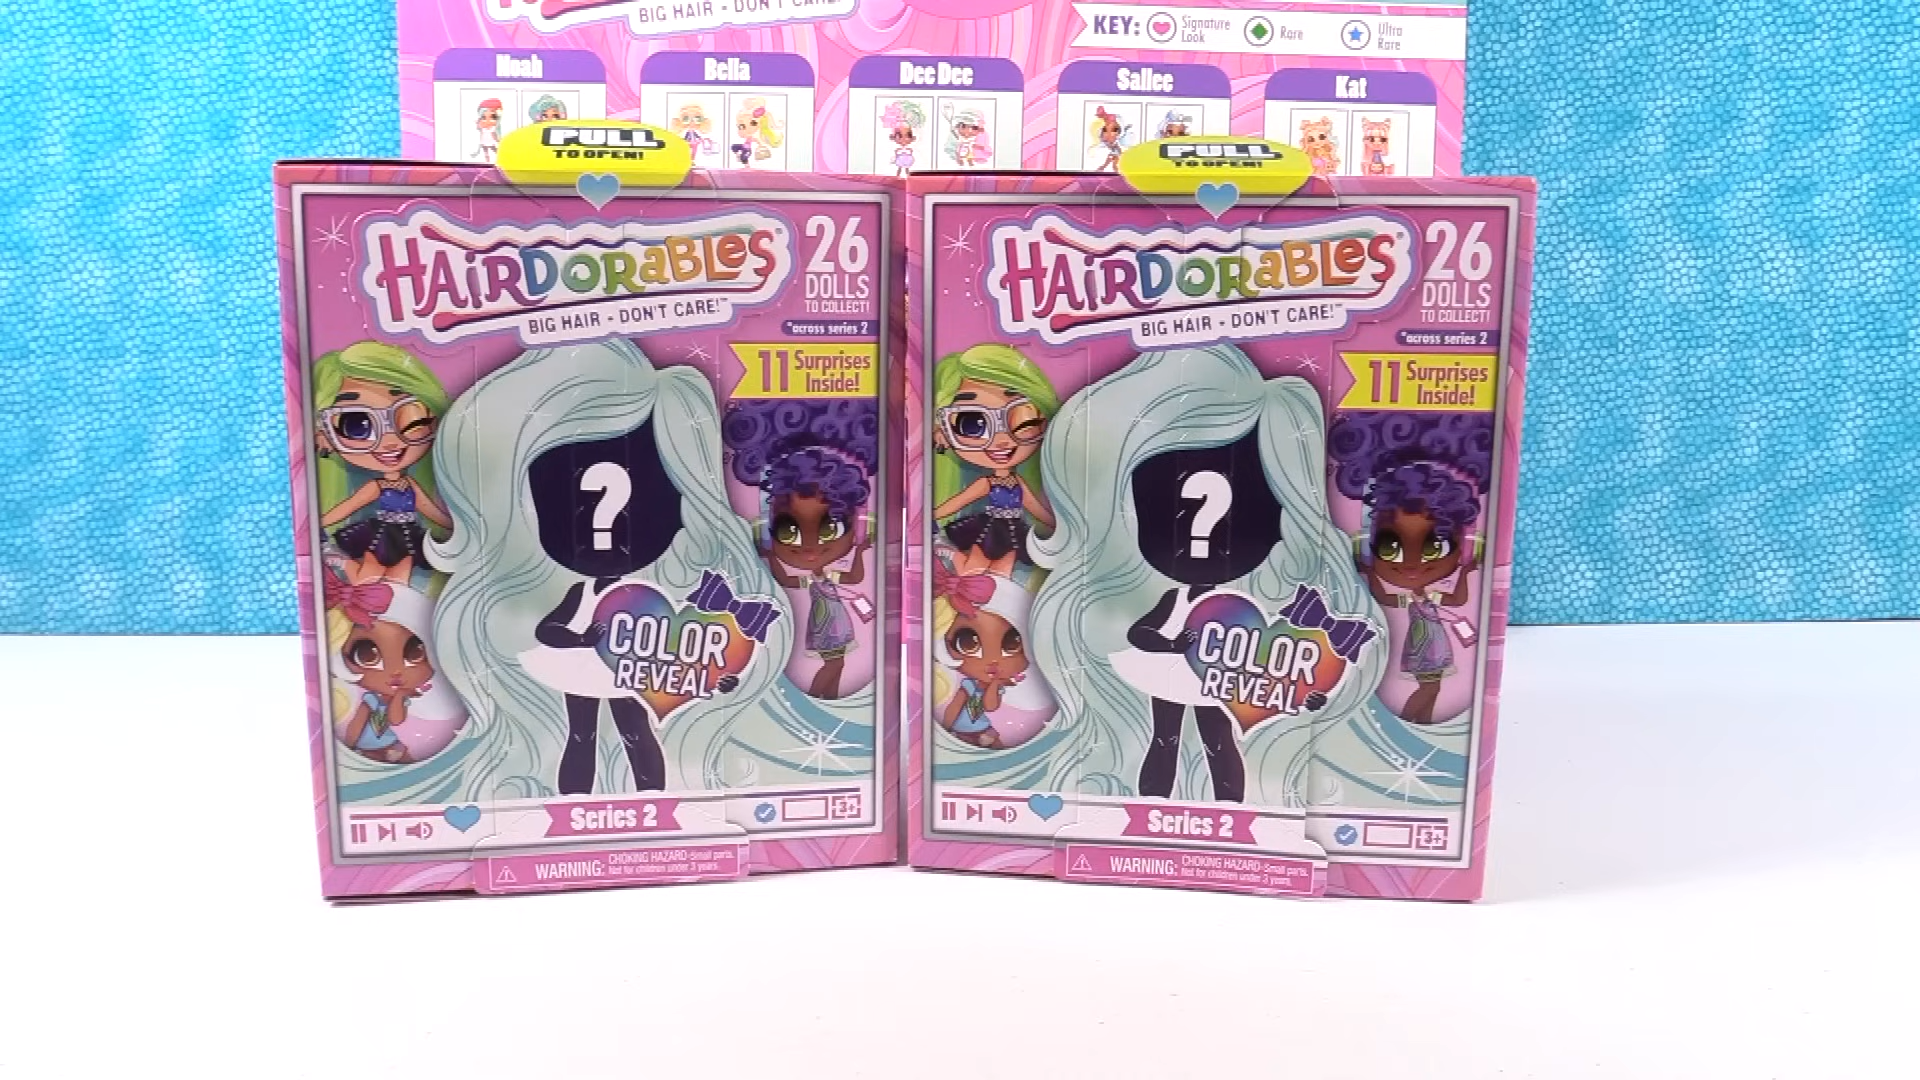 BIG HAIR - DON'T CARE!
KEY: Signature Look Rare Ultra Rare
Noah Bella Dee Dee Sallee Kat
PULL
TO OPEN!
HAIRDORABLES
BIG HAIR - DON'T CARE!™
26
DOLLS
TO COLLECT!
*across series 2
11 Surprises
Inside!
?
COLOR
REVEAL
Series 2
3+
WARNING: CHOKING HAZARD-Small parts.
Not for children under 3 years.
PULL
TO OPEN!
HAIRDORABLES
BIG HAIR - DON'T CARE!™
26
DOLLS
TO COLLECT!
*across series 2
11 Surprises
Inside!
?
COLOR
REVEAL
Series 2
3+
WARNING: CHOKING HAZARD-Small parts.
Not for children under 3 years.